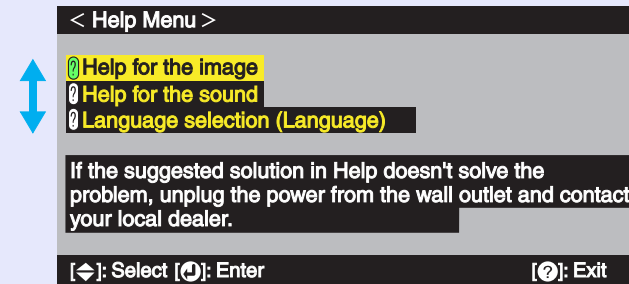 < Help Menu >
? Help for the image
? Help for the sound
? Language selection (Language)
If the suggested solution in Help doesn't solve the
problem, unplug the power from the wall outlet and contact
your local dealer.
[◆]: Select [⏎]: Enter [?]: Exit